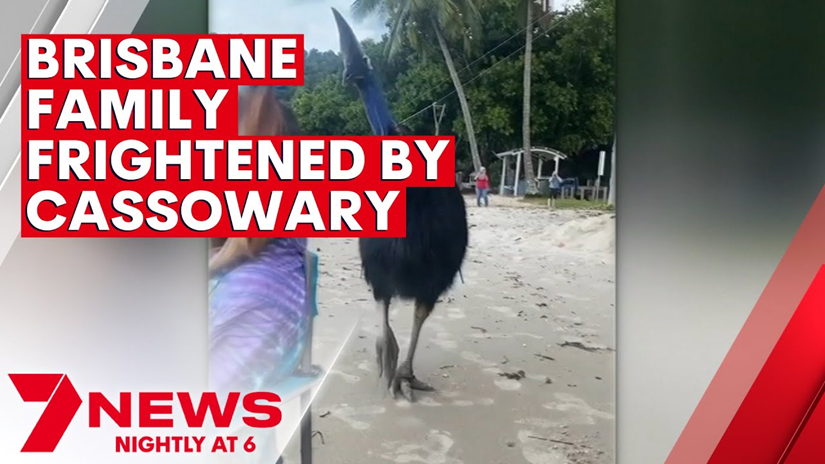 BRISBANE
FAMILY
FRIGHTENED BY
CASSOWARY
7NEWS
NIGHTLY AT 6